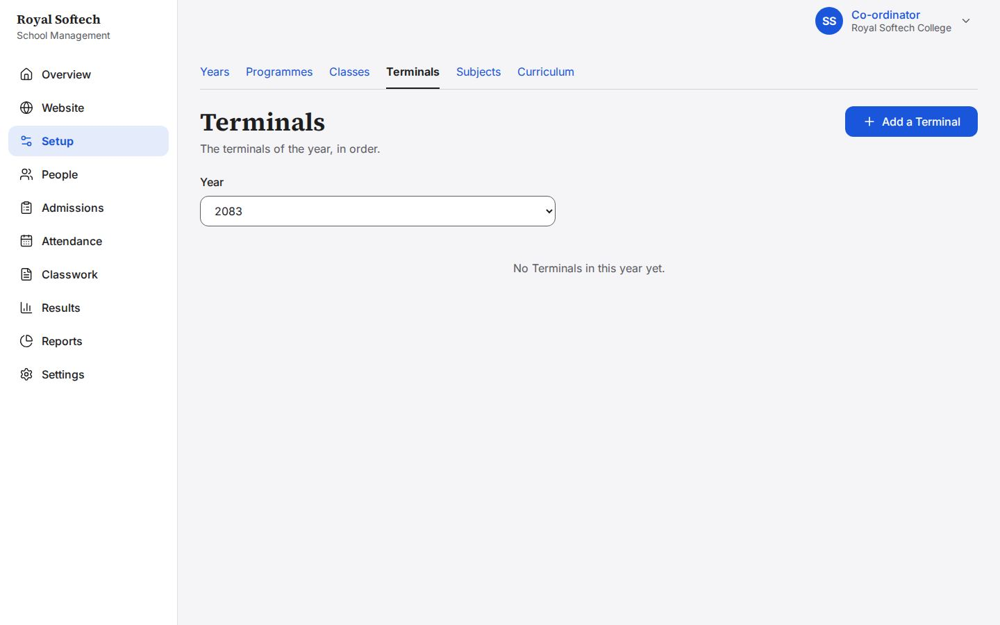 Royal Softech
School Management
SS
Co-ordinator
Royal Softech College
Overview
Website
Setup
People
Admissions
Attendance
Classwork
Results
Reports
Settings
Years Programmes Classes Terminals Subjects Curriculum
Terminals
Add a Terminal
The terminals of the year, in order.
Year
2083
No Terminals in this year yet.